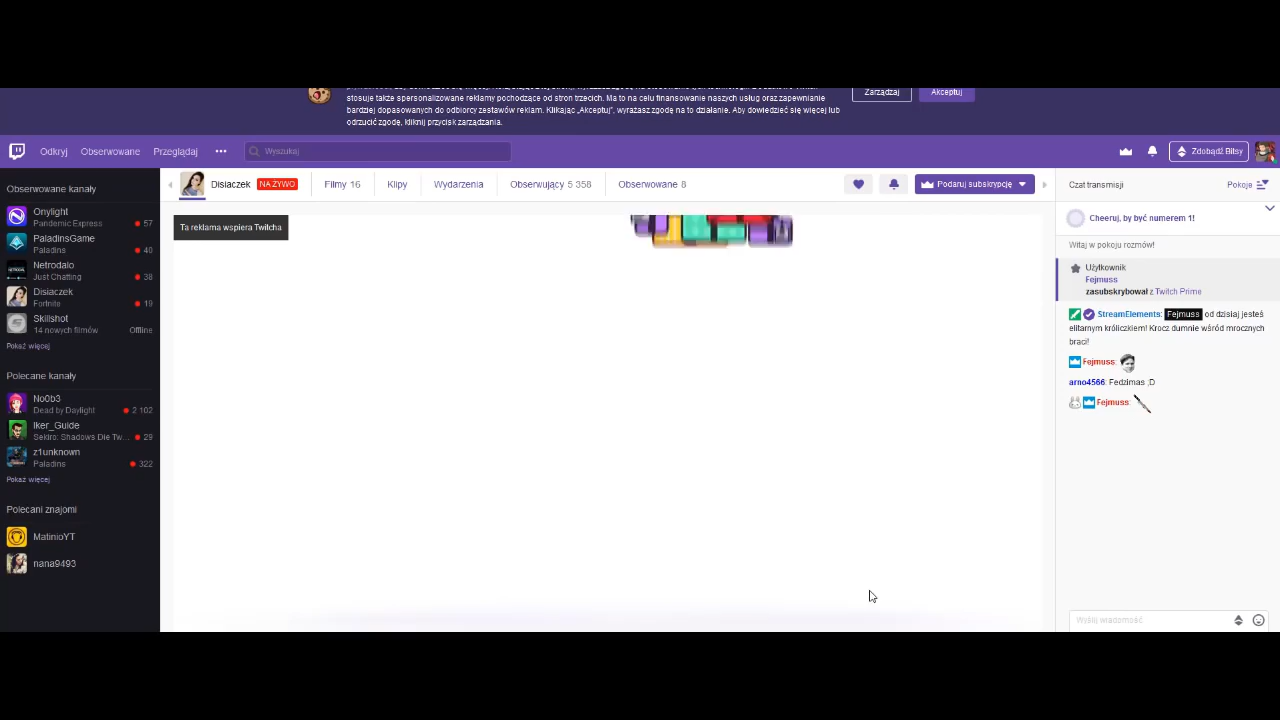 stosuje także spersonalizowane reklamy pochodzące od stron trzecich. Ma to na celu finansowanie naszych usług oraz zapewnianie
bardziej dopasowanych do odbiorcy zestawów reklam. Klikając „Akceptuj”, wyrażasz zgodę na to działanie. Aby dowiedzieć się więcej lub
odrzucić zgodę, kliknij przycisk zarządzania.
Zarządzaj
Akceptuj
Odkryj
Obserwowane
Przeglądaj
Wyszukaj
Zdobądź Bitsy
Obserwowane kanały
Onylight
Pandemic Express 57
PaladinsGame
Paladins 40
Netrodalo
Just Chatting 38
Disiaczek
Fortnite 19
Skillshot
14 nowych filmów Offline
Pokaż więcej
Polecane kanały
No0b3
Dead by Daylight 2 102
Iker_Guide
Sekiro: Shadows Die Tw... 29
z1unknown
Paladins 322
Pokaż więcej
Polecani znajomi
MatinioYT
nana9493
Disiaczek NA ŻYWO
Filmy 16
Klipy
Wydarzenia
Obserwujący 5 358
Obserwowane 8
Podaruj subskrypcję
Ta reklama wspiera Twitcha
Czat transmisji
Pokoje
Cheeruj, by być numerem 1!
Witaj w pokoju rozmów!
Użytkownik
Fejmuss
zasubskrybował z Twitch Prime
StreamElements: Fejmuss od dzisiaj jesteś
elitarnym króliczkiem! Krocz dumnie wśród mrocznych
braci!
Fejmuss:
arno4566: Fedzimas ;D
Fejmuss:
Wyślij wiadomość